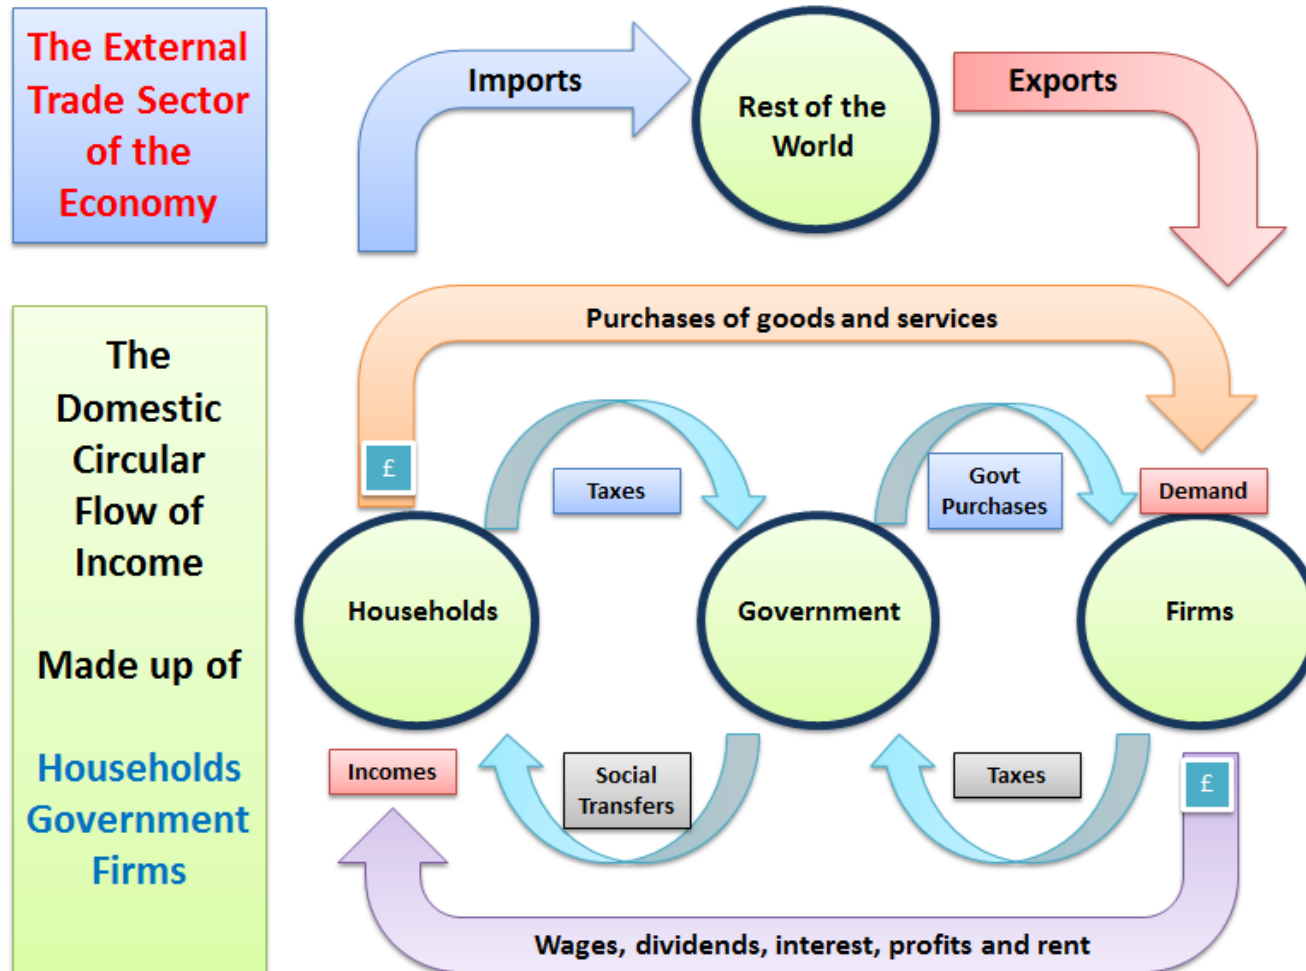 The External
Trade Sector
of the
Economy
Imports
Rest of the
World
Exports
The
Domestic
Circular
Flow of
Income
Made up of
Households
Government
Firms
Purchases of goods and services
£
Taxes
Govt
Purchases
Demand
Households
Government
Firms
Incomes
Social
Transfers
Taxes
£
Wages, dividends, interest, profits and rent